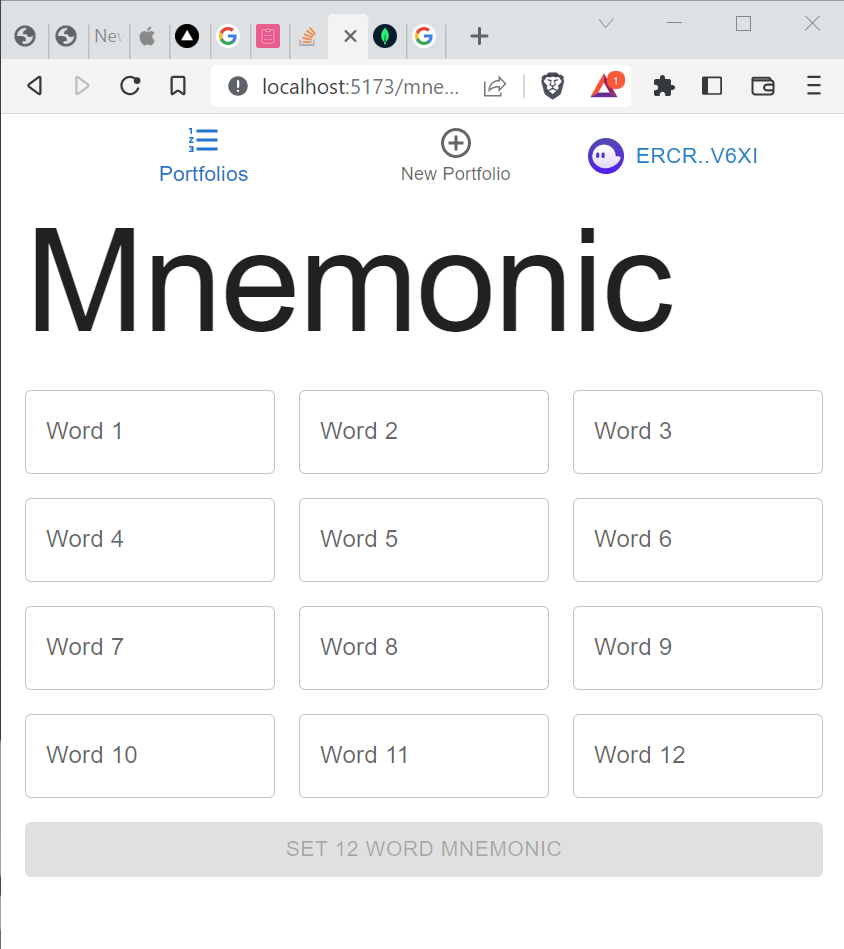 Nev
localhost:5173/mne...
1
Portfolios
New Portfolio
ERCR..V6XI
Mnemonic
Word 1
Word 2
Word 3
Word 4
Word 5
Word 6
Word 7
Word 8
Word 9
Word 10
Word 11
Word 12
SET 12 WORD MNEMONIC